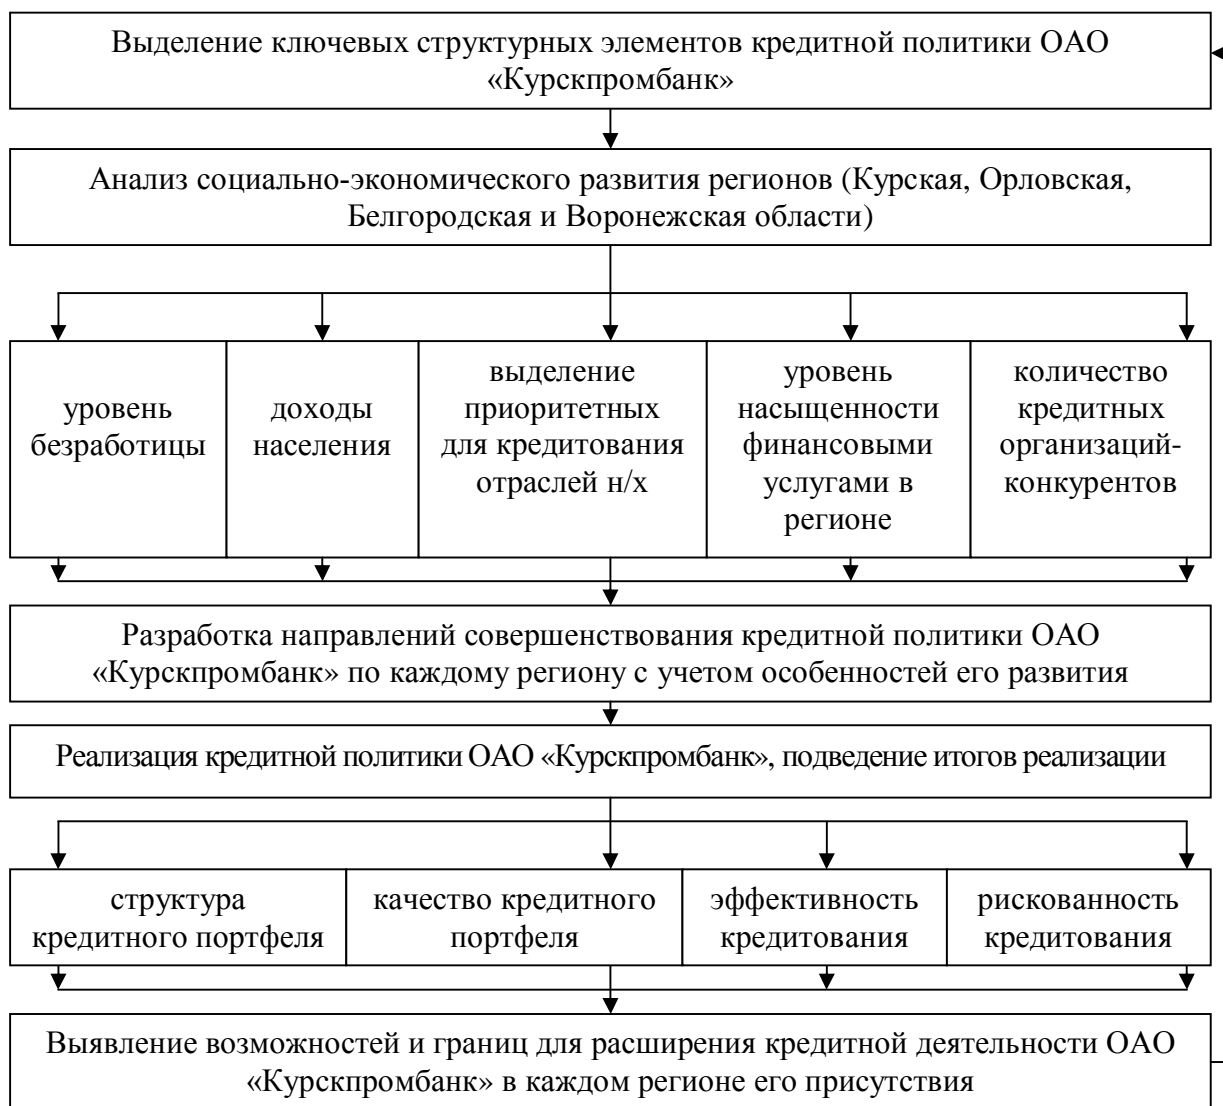 Выделение ключевых структурных элементов кредитной политики ОАО
«Курскпромбанк»
Анализ социально-экономического развития регионов (Курская, Орловская,
Белгородская и Воронежская области)
уровень
безработицы
доходы
населения
выделение
приоритетных
для кредитования
отраслей н/х
уровень
насыщенности
финансовыми
услугами в
регионе
количество
кредитных
организаций-
конкурентов
Разработка направлений совершенствования кредитной политики ОАО
«Курскпромбанк» по каждому региону с учетом особенностей его развития
Реализация кредитной политики ОАО «Курскпромбанк», подведение итогов реализации
структура
кредитного портфеля
качество кредитного
портфеля
эффективность
кредитования
рискованность
кредитования
Выявление возможностей и границ для расширения кредитной деятельности ОАО
«Курскпромбанк» в каждом регионе его присутствия